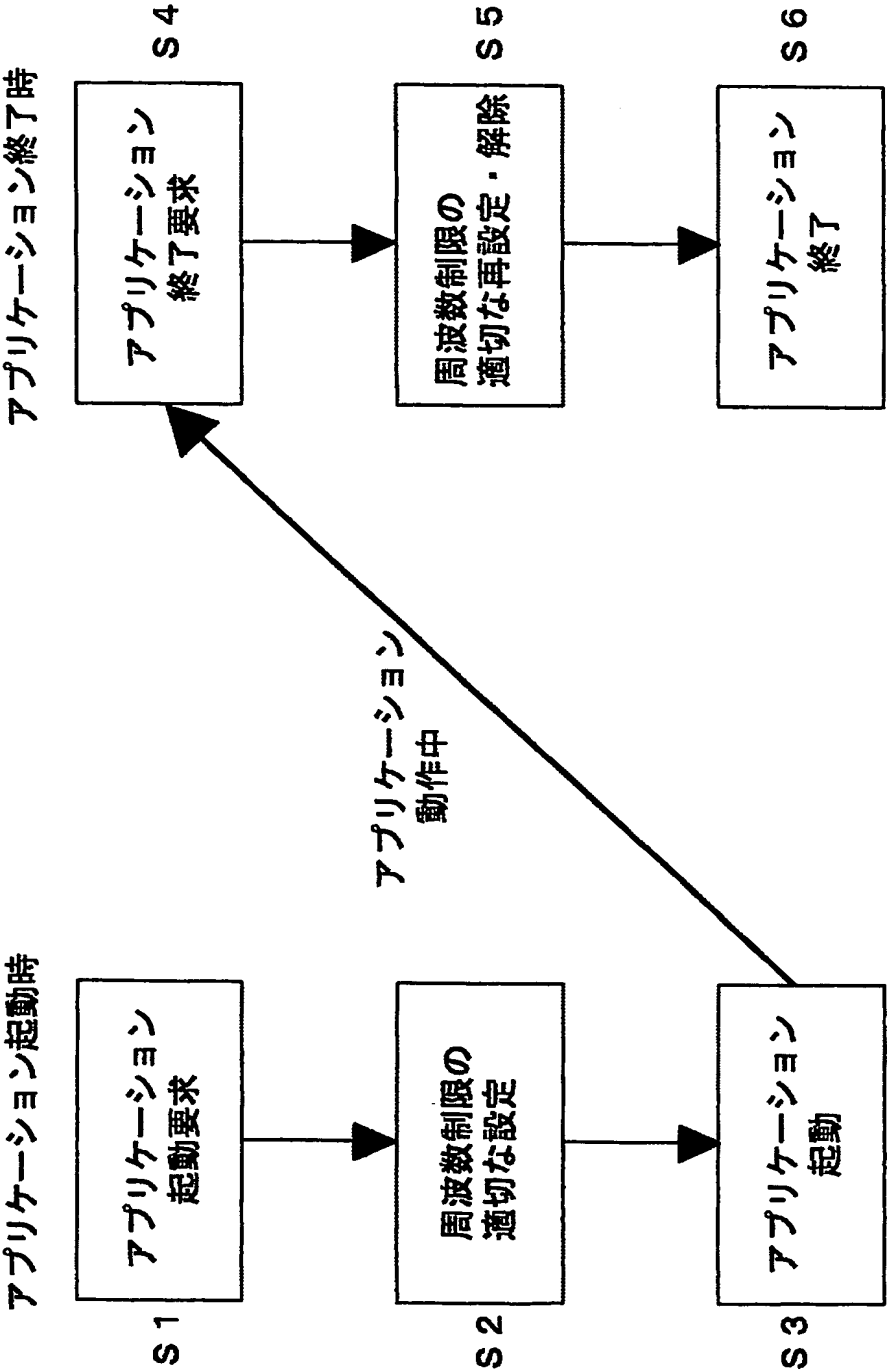 アプリケーション起動時
S1
アプリケーション
起動要求
S2
周波数制限の
適切な設定
S3
アプリケーション
起動
アプリケーション
動作中
アプリケーション終了時
アプリケーション
終了要求
S4
周波数制限の
適切な再設定・解除
S5
アプリケーション
終了
S6